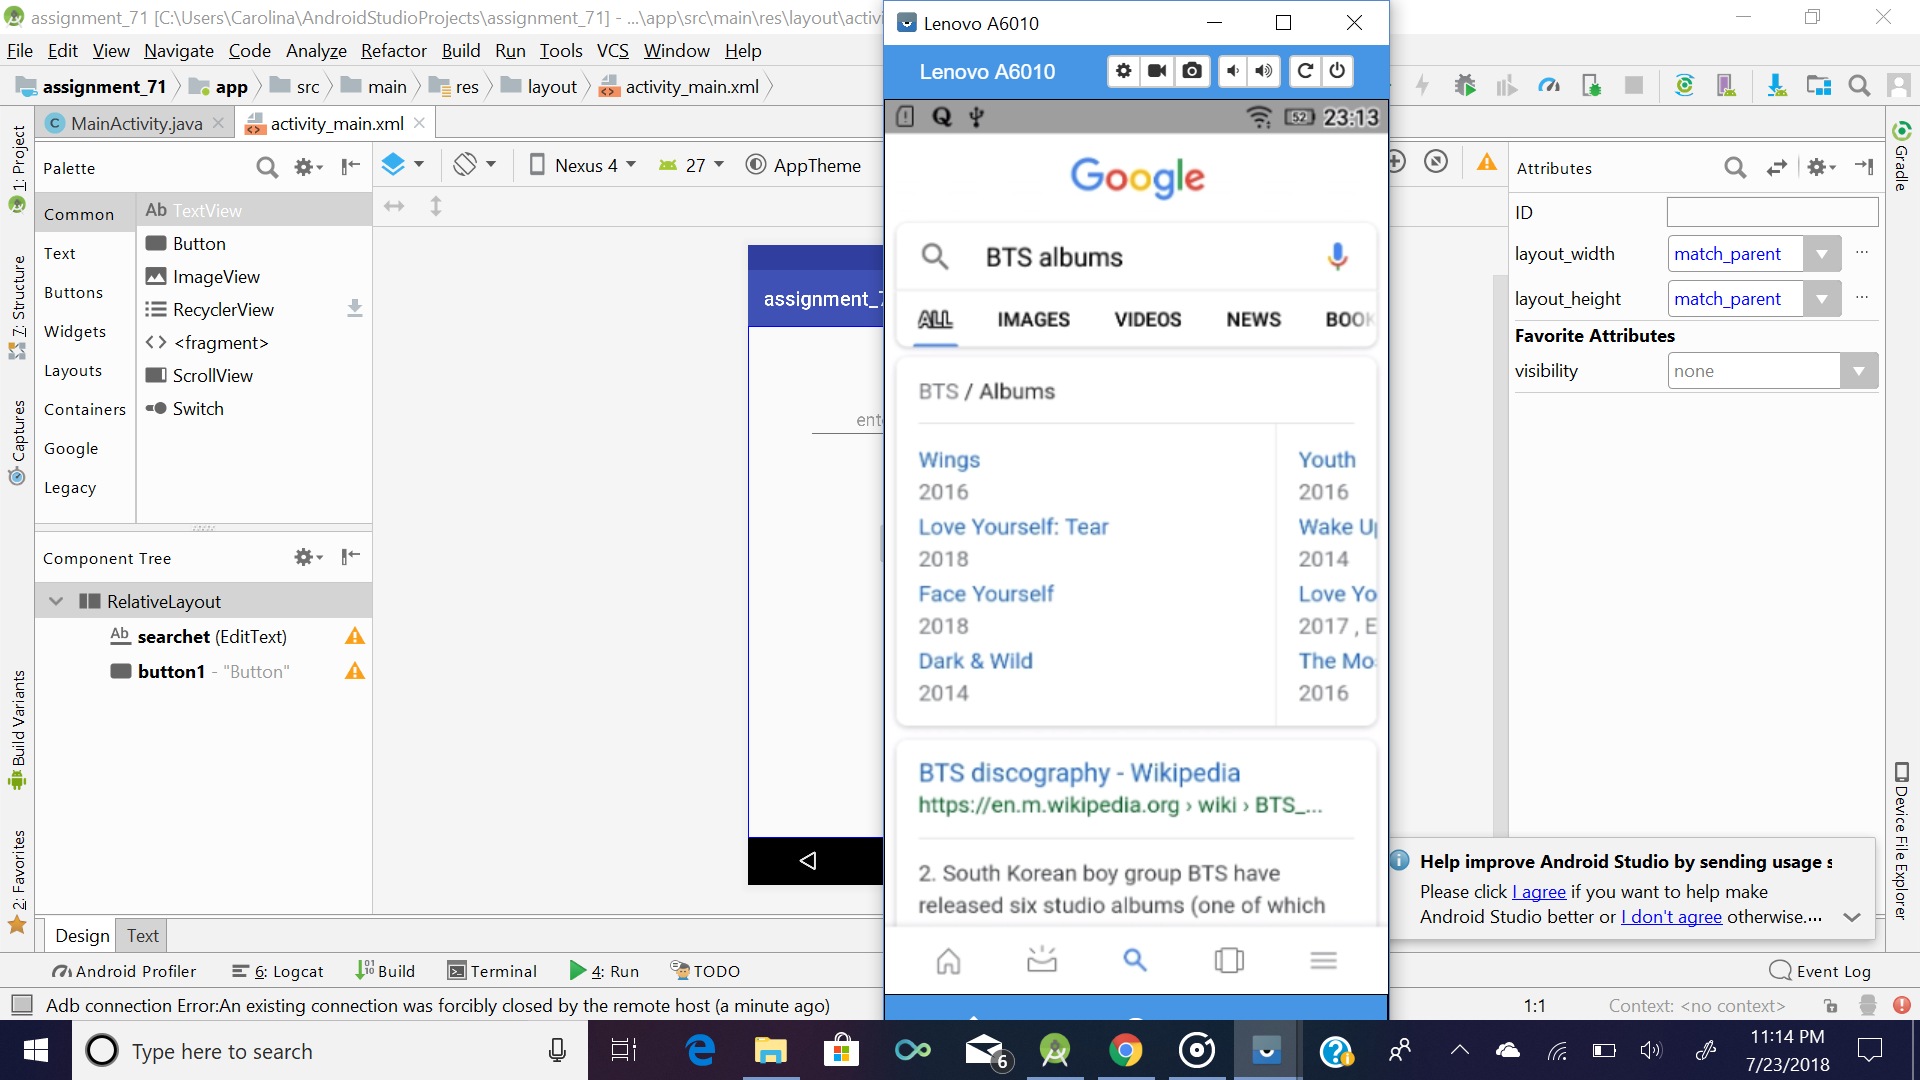 assignment_71 [C:\Users\Carolina\AndroidStudioProjects\assignment_71] - ...\app\src\main\res\layout\activi
File Edit View Navigate Code Analyze Refactor Build Run Tools VCS Window Help
assignment_71 app src main res layout activity_main.xml
MainActivity.java
activity_main.xml
1: Project
7: Structure
Captures
Build Variants
2: Favorites
Palette
Common
Text
Buttons
Widgets
Layouts
Containers
Google
Legacy
Ab TextView
Button
ImageView
RecyclerView
<fragment>
ScrollView
Switch
Component Tree
RelativeLayout
Ab searchet (EditText)
button1 - "Button"
Nexus 4
27
AppTheme
assignment_7
ente
Design
Text
Lenovo A6010
Lenovo A6010
52 23:13
Google
BTS albums
ALL IMAGES VIDEOS NEWS BOOK
BTS / Albums
Wings
2016
Love Yourself: Tear
2018
Face Yourself
2018
Dark & Wild
2014
Youth
2016
Wake Up
2014
Love Yo
2017 , E
The Mos
2016
BTS discography - Wikipedia
https://en.m.wikipedia.org › wiki › BTS_...
2. South Korean boy group BTS have
released six studio albums (one of which
Attributes
ID
layout_width match_parent ...
layout_height match_parent ...
Favorite Attributes
visibility none
Gradle
Device File Explorer
Help improve Android Studio by sending usage s
Please click I agree if you want to help make
Android Studio better or I don't agree otherwise....
Android Profiler
6: Logcat
Build
Terminal
4: Run
TODO
Event Log
Adb connection Error:An existing connection was forcibly closed by the remote host (a minute ago)
1:1
Context: <no context>
Type here to search
6
11:14 PM
7/23/2018